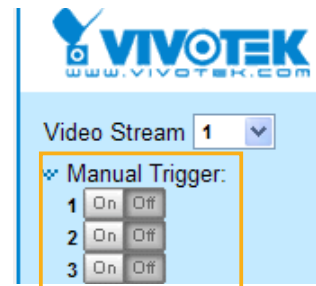 VIVOTEK
www.vivotek.com
Video Stream 1
Manual Trigger:
1 On Off
2 On Off
3 On Off